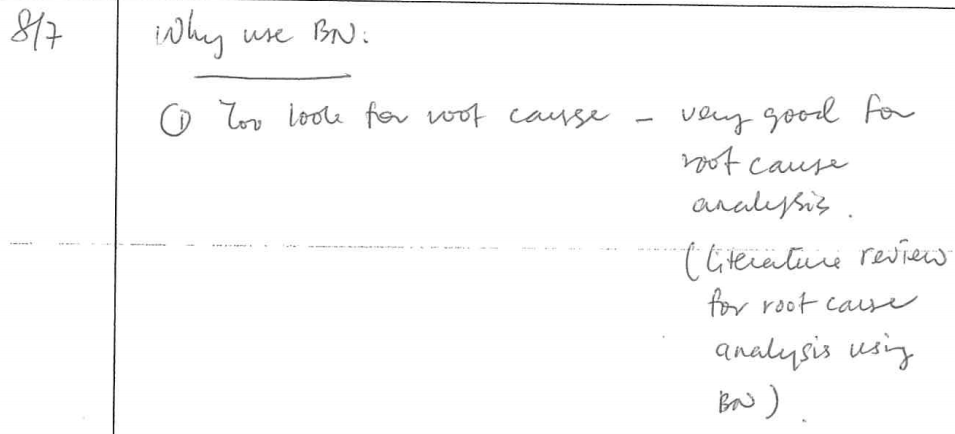 8/7
Why use BN:
① Too look for root cause - very good for
root cause
analysis.
(literature review
for root cause
analysis using
BN).